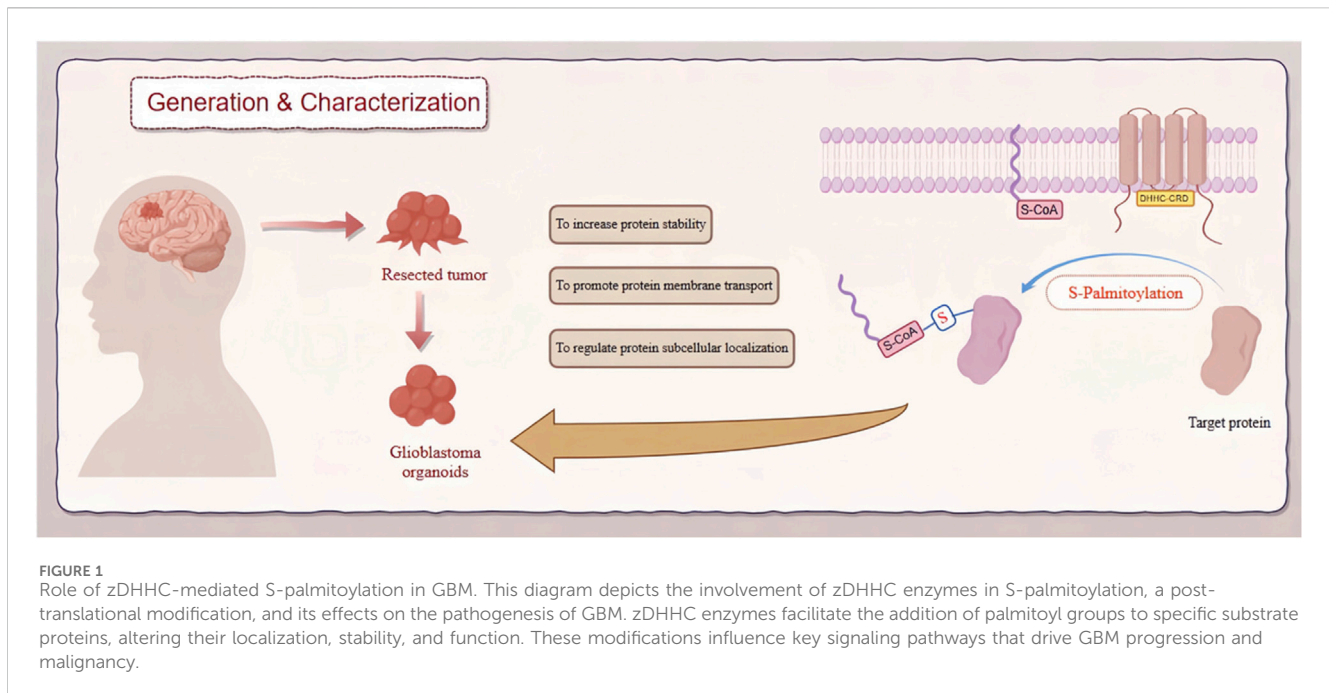 Generation & Characterization
Resected tumor
Glioblastoma
organoids
To increase protein stability
To promote protein membrane transport
To regulate protein subcellular localization
S-CoA
DHHC-CRD
S-CoA
S
S-Palmitoylation
Target protein
FIGURE 1
Role of zDHHC-mediated S-palmitoylation in GBM. This diagram depicts the involvement of zDHHC enzymes in S-palmitoylation, a post-
translational modification, and its effects on the pathogenesis of GBM. zDHHC enzymes facilitate the addition of palmitoyl groups to specific substrate
proteins, altering their localization, stability, and function. These modifications influence key signaling pathways that drive GBM progression and
malignancy.